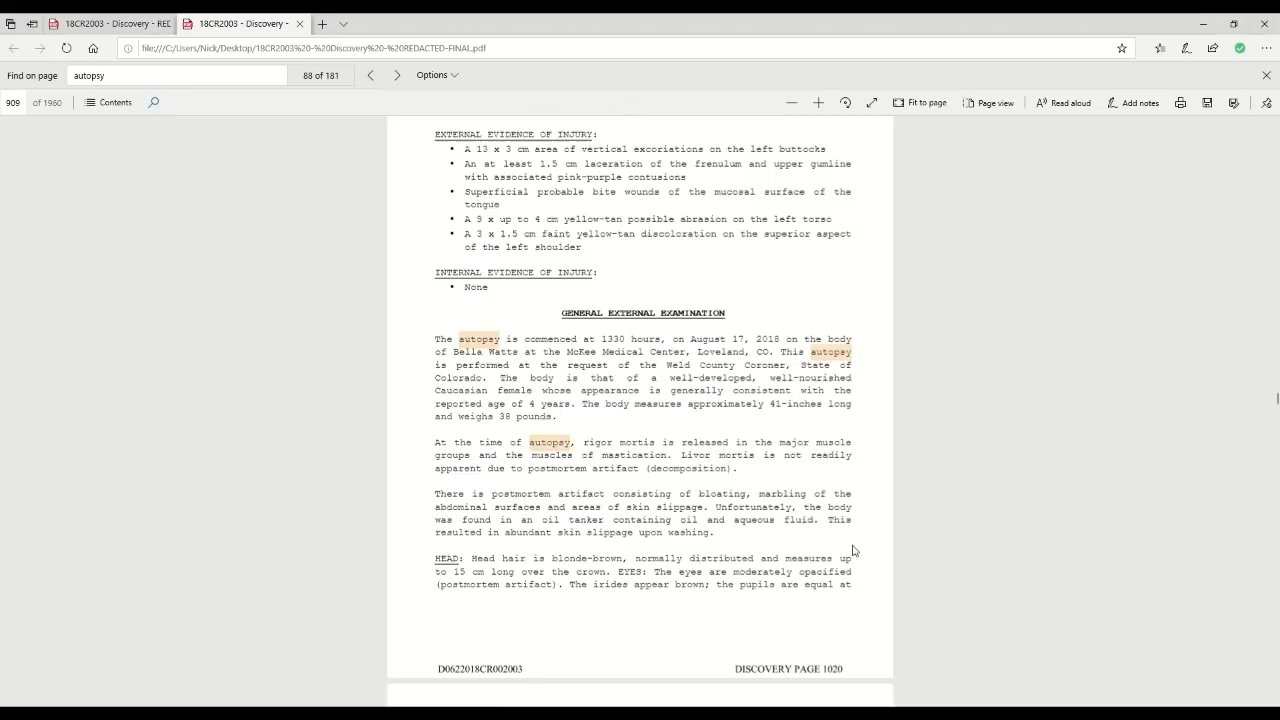 18CR2003 - Discovery - RED
18CR2003 - Discovery -
file:///C:/Users/Nick/Desktop/18CR2003%20-%20Discovery%20-%20REDACTED-FINAL.pdf
Find on page
autopsy
88 of 181
Options
909 of 1960
Contents
Fit to page
Page view
Read aloud
Add notes
EXTERNAL EVIDENCE OF INJURY:
• A 13 x 3 cm area of vertical excoriations on the left buttocks
• An at least 1.5 cm laceration of the frenulum and upper gumline
with associated pink-purple contusions
• Superficial probable bite wounds of the mucosal surface of the
tongue
• A 9 x up to 4 cm yellow-tan possible abrasion on the left torso
• A 3 x 1.5 cm faint yellow-tan discoloration on the superior aspect
of the left shoulder
INTERNAL EVIDENCE OF INJURY:
• None
GENERAL EXTERNAL EXAMINATION
The autopsy is commenced at 1330 hours, on August 17, 2018 on the body
of Bella Watts at the McKee Medical Center, Loveland, CO. This autopsy
is performed at the request of the Weld County Coroner, State of
Colorado. The body is that of a well-developed, well-nourished
Caucasian female whose appearance is generally consistent with the
reported age of 4 years. The body measures approximately 41-inches long
and weighs 38 pounds.
At the time of autopsy, rigor mortis is released in the major muscle
groups and the muscles of mastication. Livor mortis is not readily
apparent due to postmortem artifact (decomposition).
There is postmortem artifact consisting of bloating, marbling of the
abdominal surfaces and areas of skin slippage. Unfortunately, the body
was found in an oil tanker containing oil and aqueous fluid. This
resulted in abundant skin slippage upon washing.
HEAD: Head hair is blonde-brown, normally distributed and measures up
to 15 cm long over the crown. EYES: The eyes are moderately opacified
(postmortem artifact). The irides appear brown; the pupils are equal at
D0622018CR002003
DISCOVERY PAGE 1020